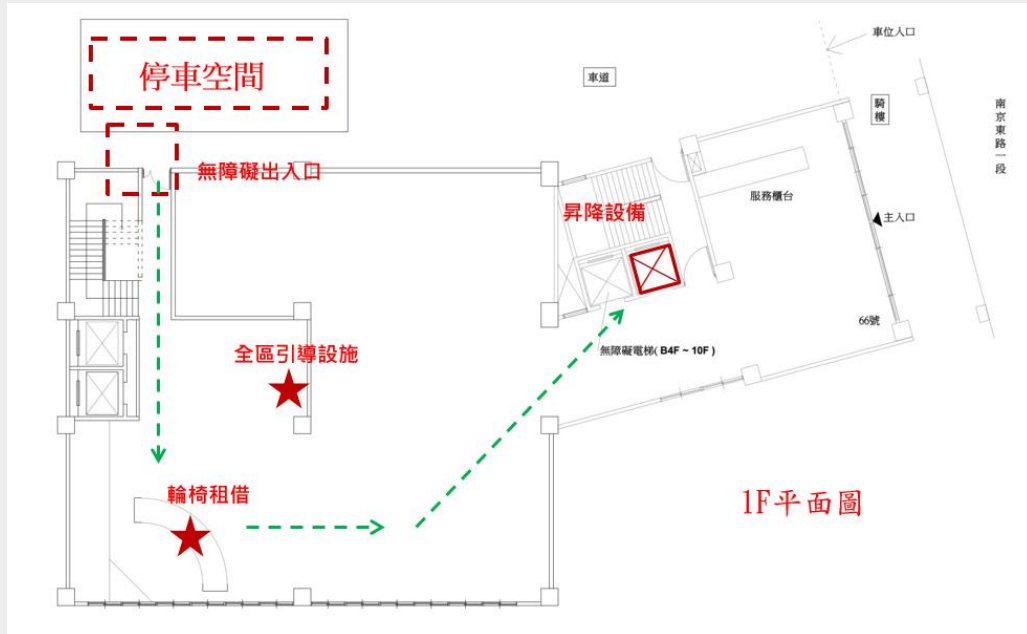 停車空間
車道
車位入口
騎樓
南京東路一段
無障礙出入口
昇降設備
服務櫃台
主入口
66號
無障礙電梯( B4F ~ 10F )
全區引導設施
輪椅租借
1F平面圖